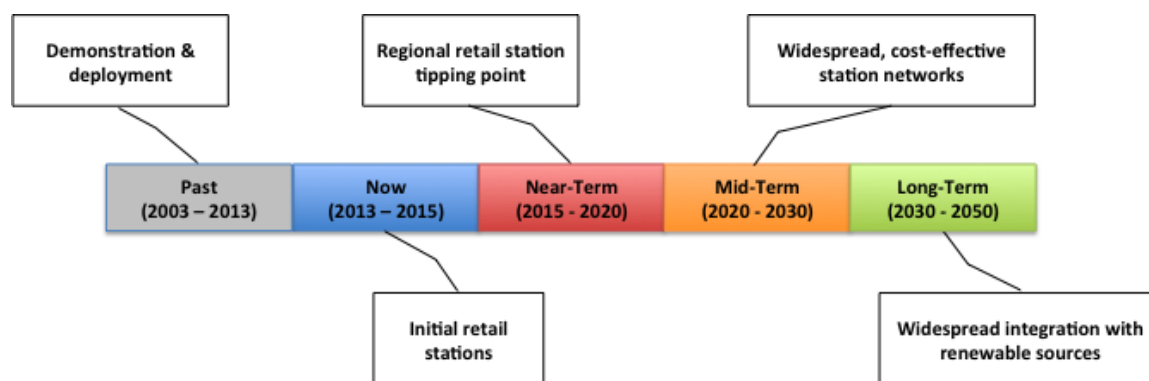 Demonstration &
deployment
Regional retail station
tipping point
Widespread, cost-effective
station networks
Past
(2003 – 2013)
Now
(2013 – 2015)
Near-Term
(2015 - 2020)
Mid-Term
(2020 - 2030)
Long-Term
(2030 - 2050)
Initial retail
stations
Widespread integration with
renewable sources